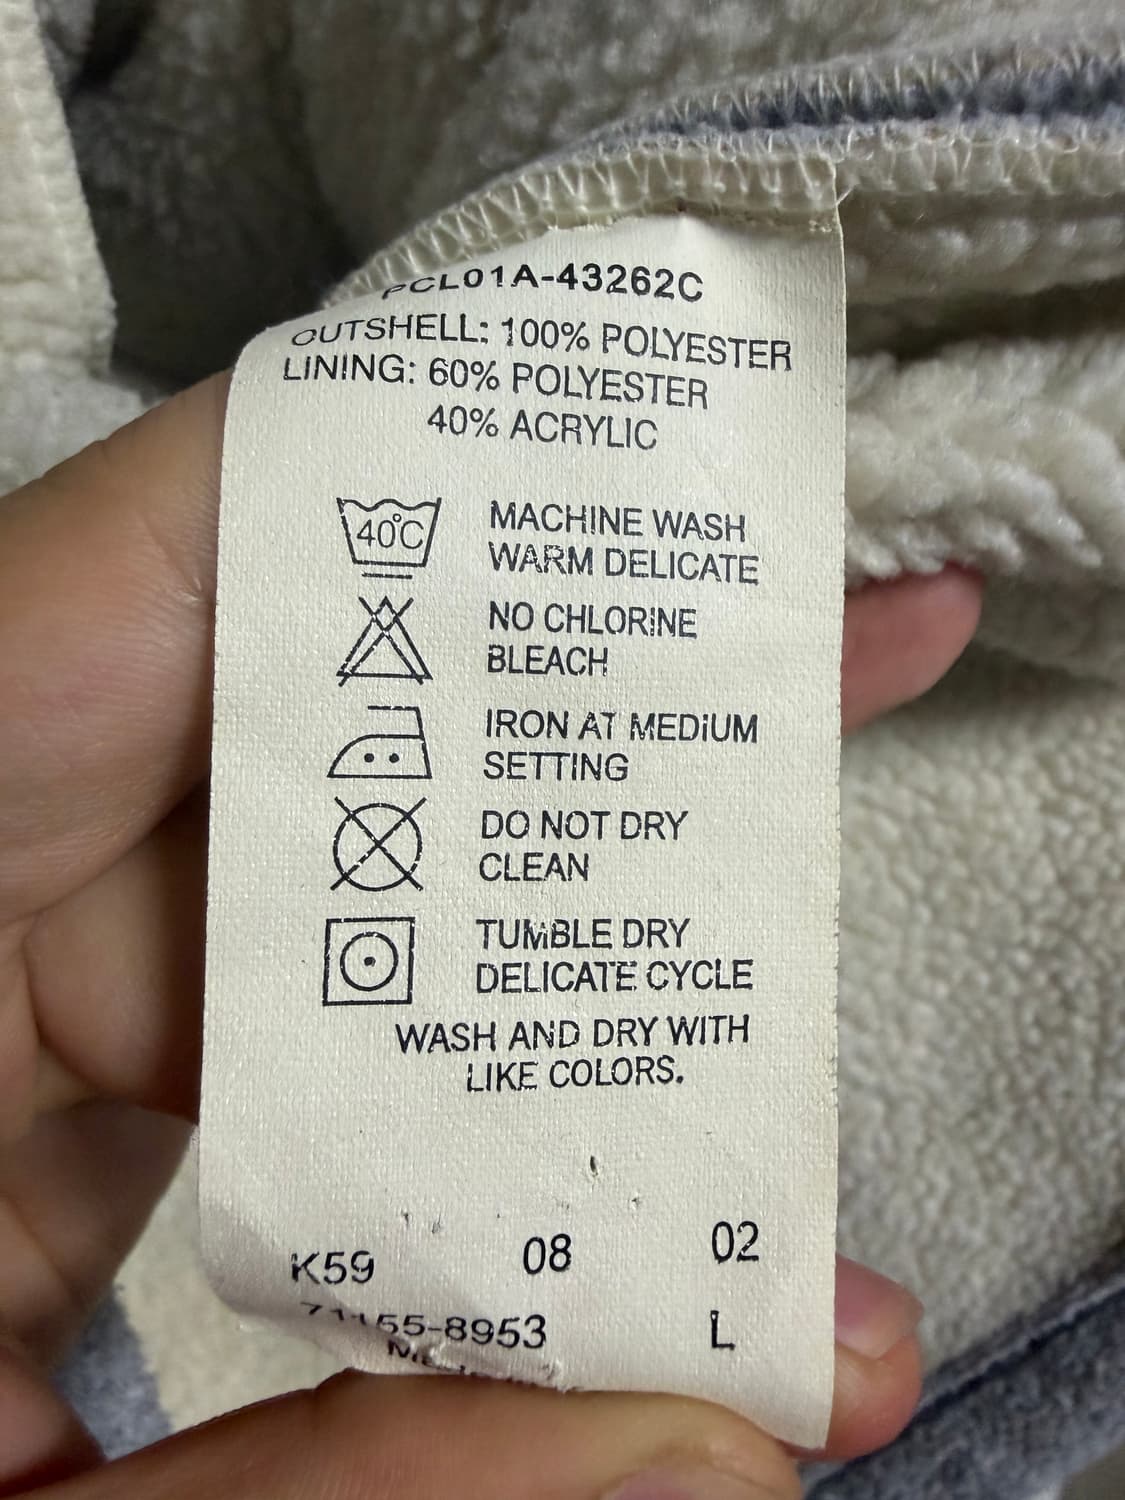 PCL01A-43262C
OUTSHELL: 100% POLYESTER
LINING: 60% POLYESTER
40% ACRYLIC
40°C
MACHINE WASH
WARM DELICATE
NO CHLORINE
BLEACH
IRON AT MEDiUM
SETTING
DO NOT DRY
CLEAN
TUMBLE DRY
DELICATE CYCLE
WASH AND DRY WITH
LIKE COLORS.
K59 08 02
71155-8953 L